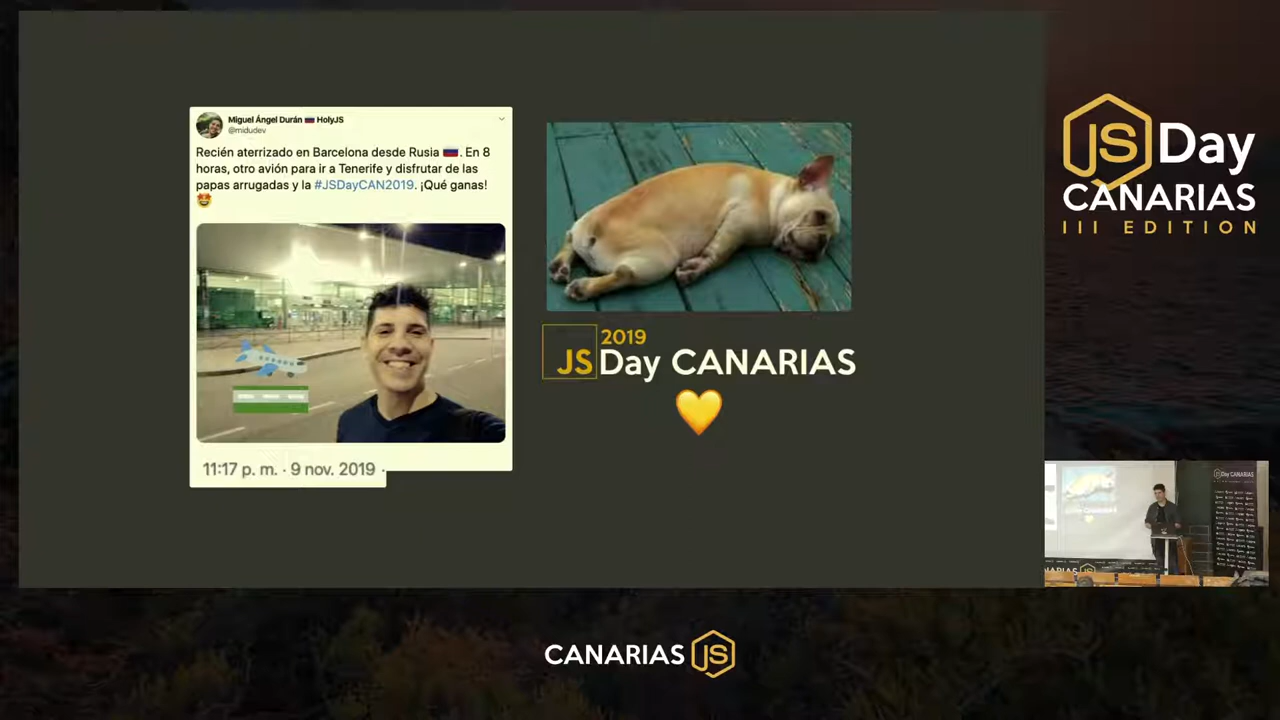 Miguel Ángel Durán 🇷🇺 HolyJS
@midudev
Recién aterrizado en Barcelona desde Rusia 🇷🇺. En 8
horas, otro avión para ir a Tenerife y disfrutar de las
papas arrugadas y la #JSDayCAN2019. ¡Qué ganas!
🤩
11:17 p. m. · 9 nov. 2019 ·
2019
JSDay CANARIAS
JS Day
CANARIAS
III EDITION
JS Day CANARIAS
CANARIAS JS